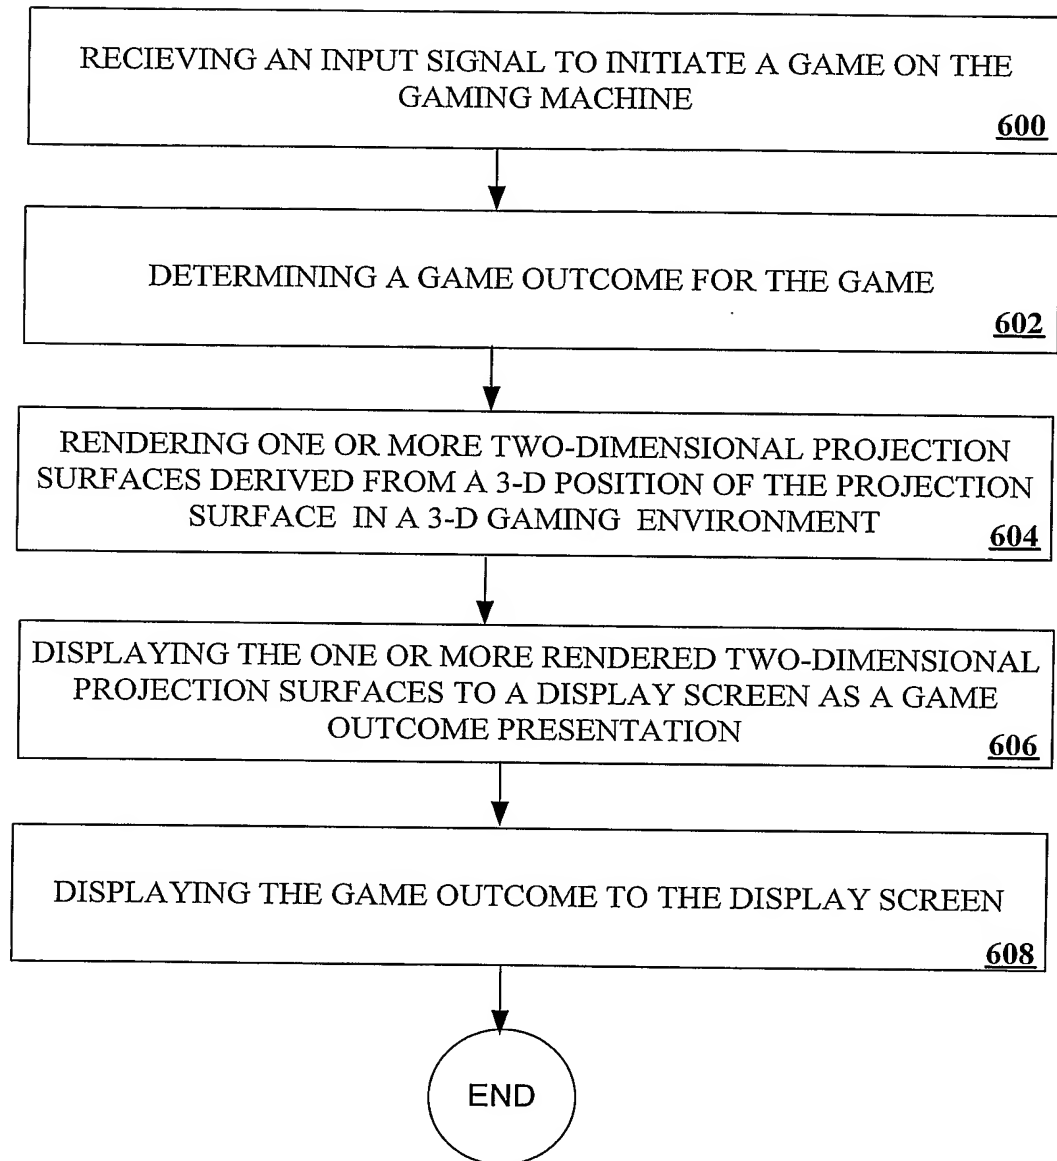 RECIEVING AN INPUT SIGNAL TO INITIATE A GAME ON THE
GAMING MACHINE
600
DETERMINING A GAME OUTCOME FOR THE GAME
602
RENDERING ONE OR MORE TWO-DIMENSIONAL PROJECTION
SURFACES DERIVED FROM A 3-D POSITION OF THE PROJECTION
SURFACE IN A 3-D GAMING ENVIRONMENT
604
DISPLAYING THE ONE OR MORE RENDERED TWO-DIMENSIONAL
PROJECTION SURFACES TO A DISPLAY SCREEN AS A GAME
OUTCOME PRESENTATION
606
DISPLAYING THE GAME OUTCOME TO THE DISPLAY SCREEN
608
END